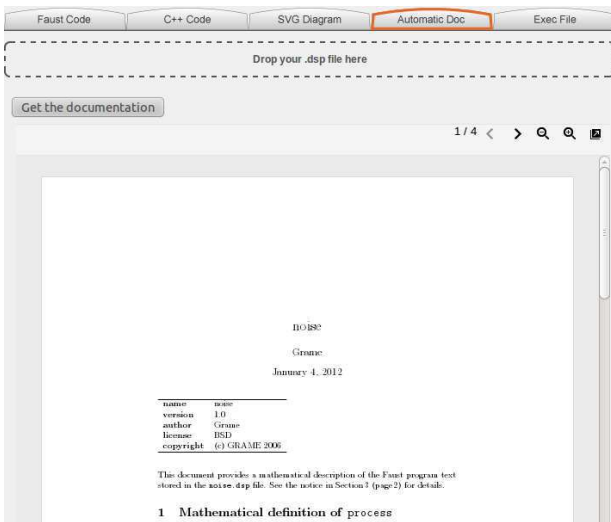 Faust Code C++ Code SVG Diagram Automatic Doc Exec File
Drop your .dsp file here
Get the documentation
1 / 4
noise
Grame
January 4, 2012
name noise
version 1.0
author Grame
license BSD
copyright (c) GRAME 2006
This document provides a mathematical description of the Faust program text
stored in the noise.dsp file. See the notice in Section 3 (page 2) for details.
1 Mathematical definition of process